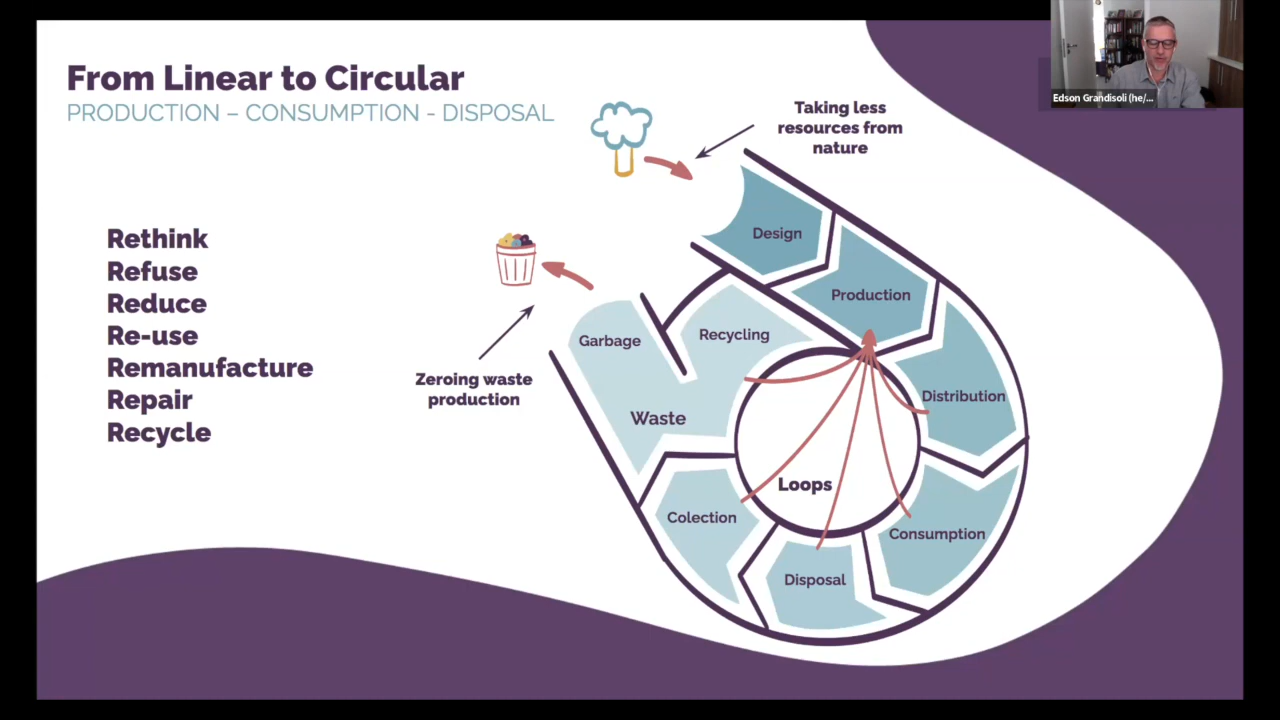 From Linear to Circular
PRODUCTION – CONSUMPTION - DISPOSAL
Edson Grandisoli (he/...
Taking less
resources from
nature
Rethink
Refuse
Reduce
Re-use
Remanufacture
Repair
Recycle
Zeroing waste
production
Design
Production
Distribution
Consumption
Disposal
Colection
Waste
Garbage
Recycling
Loops